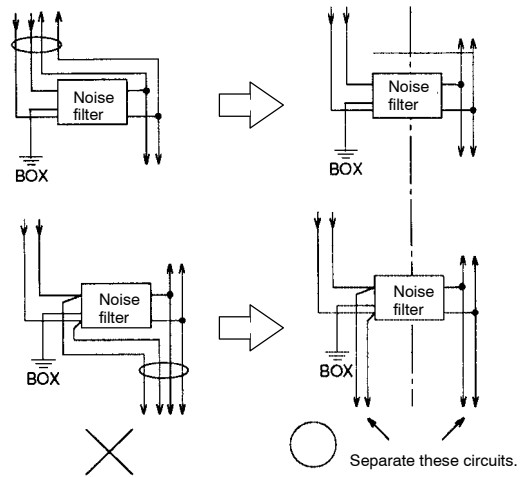 Noise
filter
BOX
Noise
filter
BOX
Noise
filter
BOX
Noise
filter
BOX
Separate these circuits.